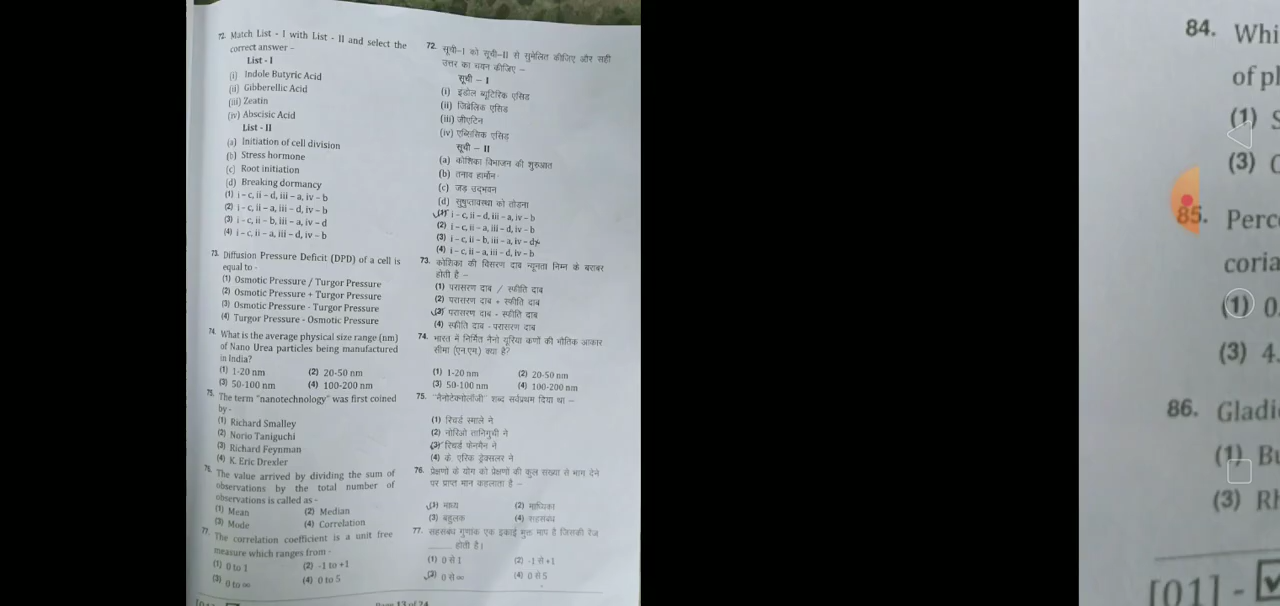 72. Match List - I with List - II and select the
correct answer –
List - I
(i) Indole Butyric Acid
(ii) Gibberellic Acid
(iii) Zeatin
(iv) Abscisic Acid
List - II
(a) Initiation of cell division
(b) Stress hormone
(c) Root initiation
(d) Breaking dormancy
(1) i – c, ii – d, iii – a, iv – b
(2) i – c, ii – a, iii – d, iv – b
(3) i – c, ii – b, iii – a, iv – d
(4) i – c, ii – a, iii – d, iv – b
73. Diffusion Pressure Deficit (DPD) of a cell is
equal to -
(1) Osmotic Pressure / Turgor Pressure
(2) Osmotic Pressure + Turgor Pressure
(3) Osmotic Pressure - Turgor Pressure
(4) Turgor Pressure - Osmotic Pressure
74. What is the average physical size range (nm)
of Nano Urea particles being manufactured
in India?
(1) 1-20 nm (2) 20-50 nm
(3) 50-100 nm (4) 100-200 nm
75. The term "nanotechnology" was first coined
by -
(1) Richard Smalley
(2) Norio Taniguchi
(3) Richard Feynman
(4) K. Eric Drexler
76. The value arrived by dividing the sum of
observations by the total number of
observations is called as -
(1) Mean (2) Median
(3) Mode (4) Correlation
77. The correlation coefficient is a unit free
measure which ranges from -
(1) 0 to 1 (2) -1 to +1
(3) 0 to ∞ (4) 0 to 5
Page 13 of 24
72. सूची-I को सूची-II से सुमेलित कीजिए और सही
उत्तर का चयन कीजिए –
सूची – I
(i) इंडोल ब्यूटिरिक एसिड
(ii) जिब्रेलिक एसिड
(iii) ज़ीएटिन
(iv) एब्सिसिक एसिड
सूची – II
(a) कोशिका विभाजन की शुरुआत
(b) तनाव हार्मोन
(c) जड़ उद्भवन
(d) सुषुप्तावस्था को तोड़ना
(1) i – c, ii – d, iii – a, iv – b
(2) i – c, ii – a, iii – d, iv – b
(3) i – c, ii – b, iii – a, iv – d
(4) i – c, ii – a, iii – d, iv – b
73. कोशिका की विसरण दाब न्यूनता निम्न के बराबर
होती है –
(1) परासरण दाब / स्फीति दाब
(2) परासरण दाब + स्फीति दाब
(3) परासरण दाब - स्फीति दाब
(4) स्फीति दाब - परासरण दाब
74. भारत में निर्मित नैनो यूरिया कणों की भौतिक आकार
सीमा (एन.एम.) क्या है?
(1) 1-20 nm (2) 20-50 nm
(3) 50-100 nm (4) 100-200 nm
75. "नैनोटेक्नोलॉजी" शब्द सर्वप्रथम दिया था –
(1) रिचर्ड स्माले ने
(2) नोरिओ तानिगुची ने
(3) रिचर्ड फेनमैन ने
(4) के. एरिक ड्रेक्सलर ने
76. प्रेक्षणों के योग को प्रेक्षणों की कुल संख्या से भाग देने
पर प्राप्त मान कहलाता है –
(1) माध्य (2) माध्यिका
(3) बहुलक (4) सहसंबंध
77. सहसंबंध गुणांक एक इकाई मुक्त माप है जिसकी रेंज
........ होती है।
(1) 0 से 1 (2) -1 से +1
(3) 0 से ∞ (4) 0 से 5
84. Whi
of pl
(1) S
(3) C
85. Perc
coria
(1) 0.
(3) 4.
86. Gladi
(1) Bu
(3) Rh
[01] -